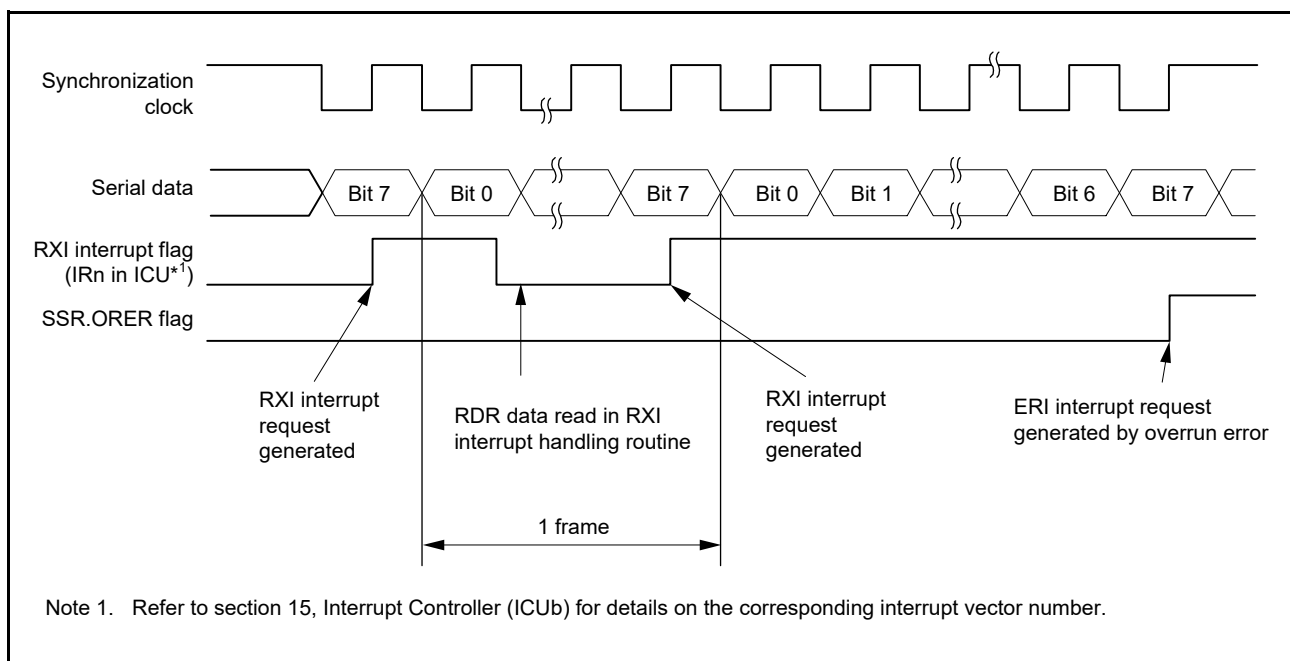 Synchronization
clock
Serial data
Bit 7
Bit 0
Bit 7
Bit 0
Bit 1
Bit 6
Bit 7
RXI interrupt flag
(IRn in ICU*1)
SSR.ORER flag
RXI interrupt
request
generated
RDR data read in RXI
interrupt handling routine
RXI interrupt
request
generated
ERI interrupt request
generated by overrun error
1 frame
Note 1. Refer to section 15, Interrupt Controller (ICUb) for details on the corresponding interrupt vector number.